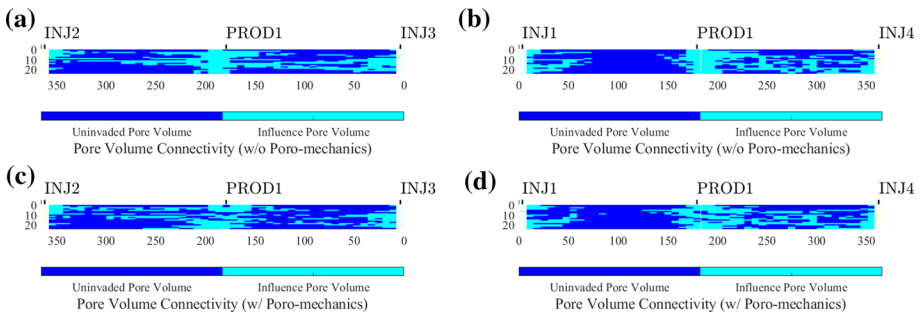 (a)
INJ2 PROD1 INJ3
0
10
20
350 300 250 200 150 100 50 0
Uninvaded Pore Volume Influence Pore Volume
Pore Volume Connectivity (w/o Poro-mechanics)
(b)
INJ1 PROD1 INJ4
0
10
20
0 50 100 150 200 250 300 350
Uninvaded Pore Volume Influence Pore Volume
Pore Volume Connectivity (w/o Poro-mechanics)
(c)
INJ2 PROD1 INJ3
0
10
20
350 300 250 200 150 100 50 0
Uninvaded Pore Volume Influence Pore Volume
Pore Volume Connectivity (w/ Poro-mechanics)
(d)
INJ1 PROD1 INJ4
0
10
20
0 50 100 150 200 250 300 350
Uninvaded Pore Volume Influence Pore Volume
Pore Volume Connectivity (w/ Poro-mechanics)